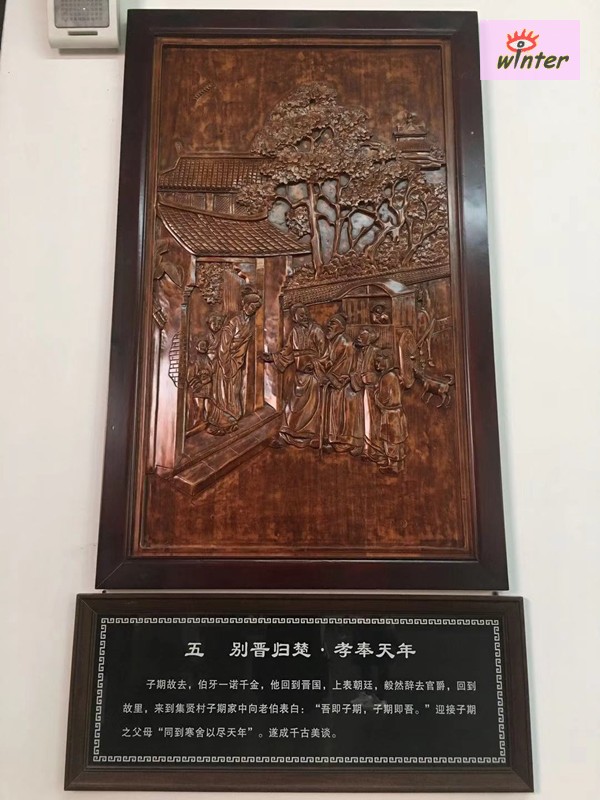 winter
五 别晋归楚·孝奉天年
子期故去，伯牙一诺千金，他回到晋国，上表朝廷，毅然辞去官爵，回到
故里，来到集贤村子期家中向老伯表白：“吾即子期，子期即吾。”迎接子期
之父母“同到寒舍以尽天年”。遂成千古美谈。